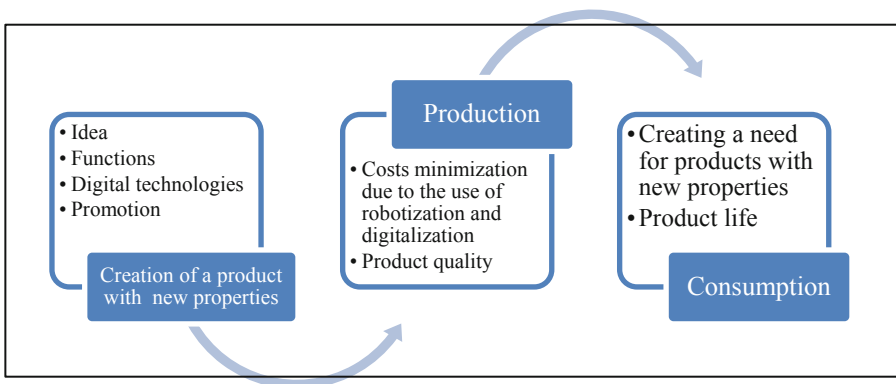 • Idea
• Functions
• Digital technologies
• Promotion
Creation of a product
with new properties
Production
• Costs minimization
due to the use of
robotization and
digitalization
• Product quality
• Creating a need
for products with
new properties
• Product life
Consumption